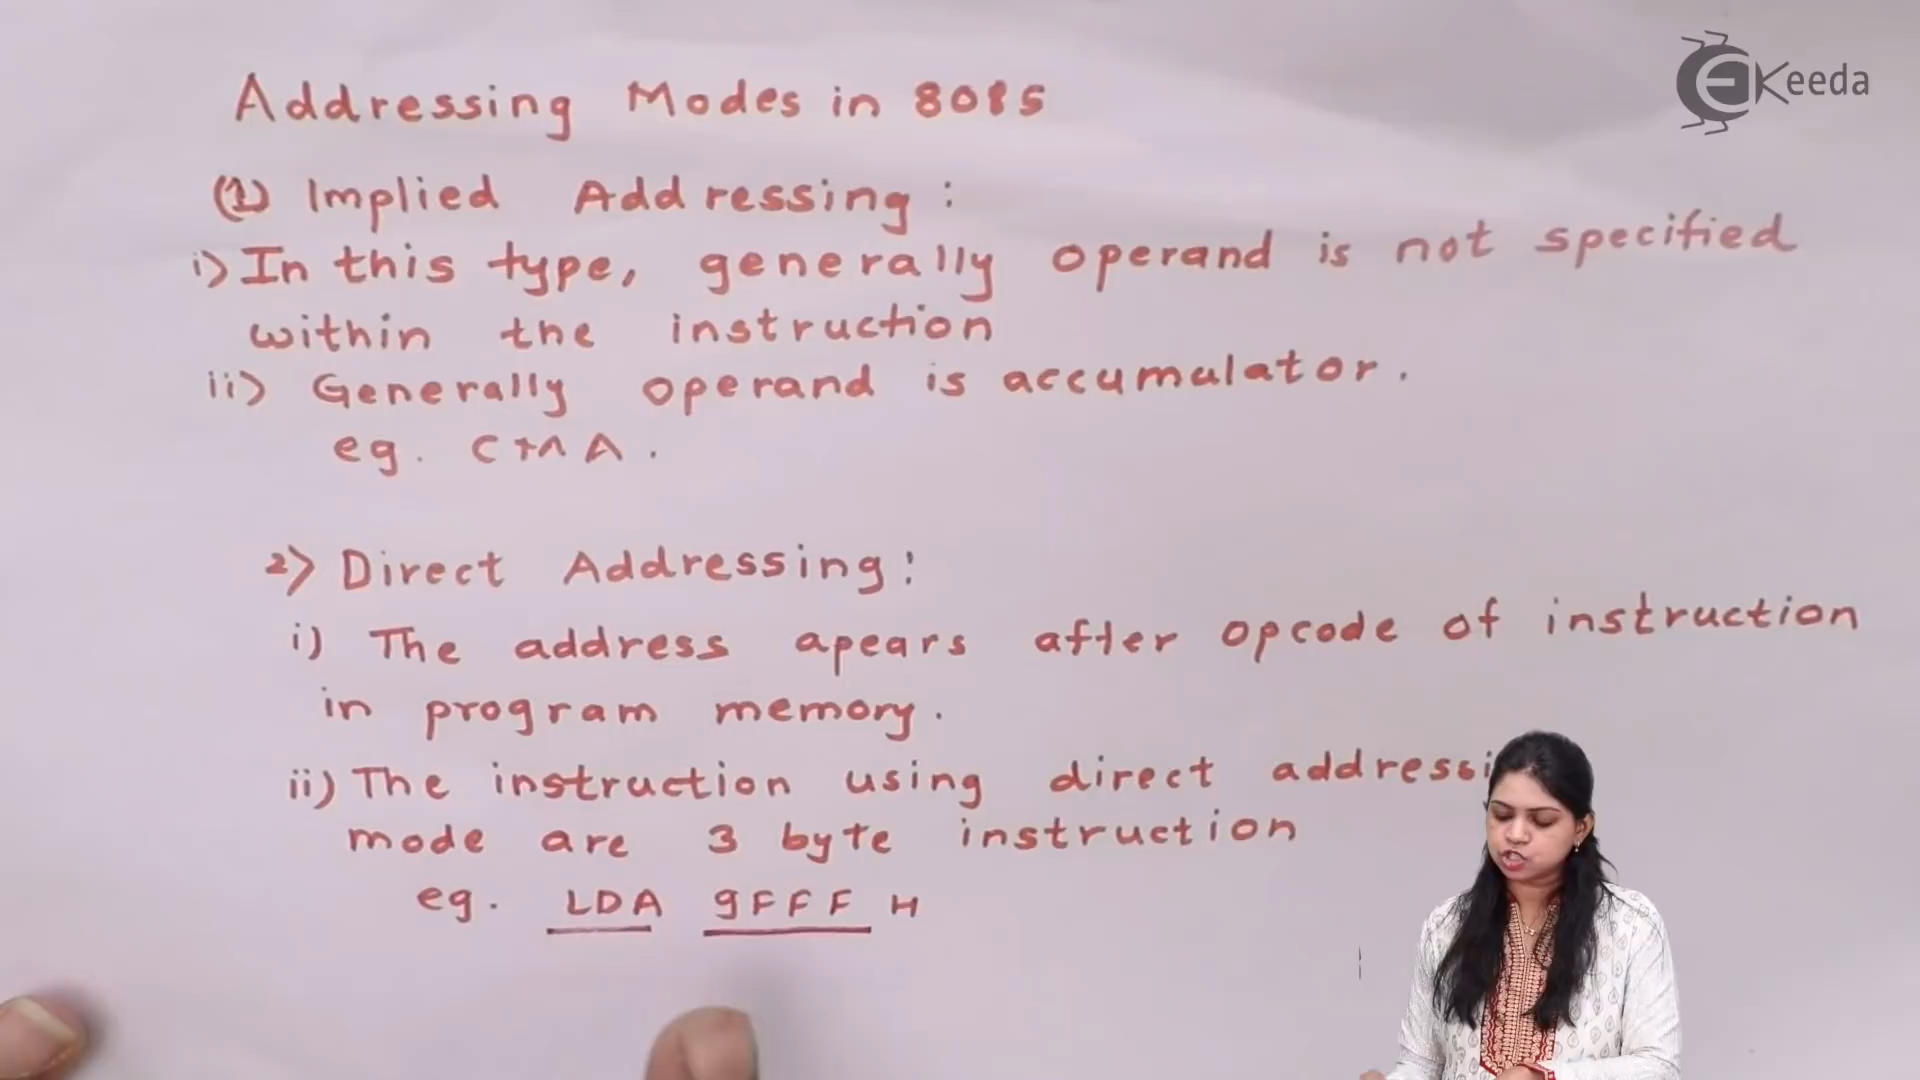 Addressing Modes in 8085
(1) Implied Addressing :
i) In this type, generally operand is not specified
within the instruction
ii) Generally operand is accumulator.
eg. CMA.
2) Direct Addressing :
i) The address apears after opcode of instruction
in program memory.
ii) The instruction using direct addressi
mode are 3 byte instruction
eg. LDA 9FFF H
EKeeda